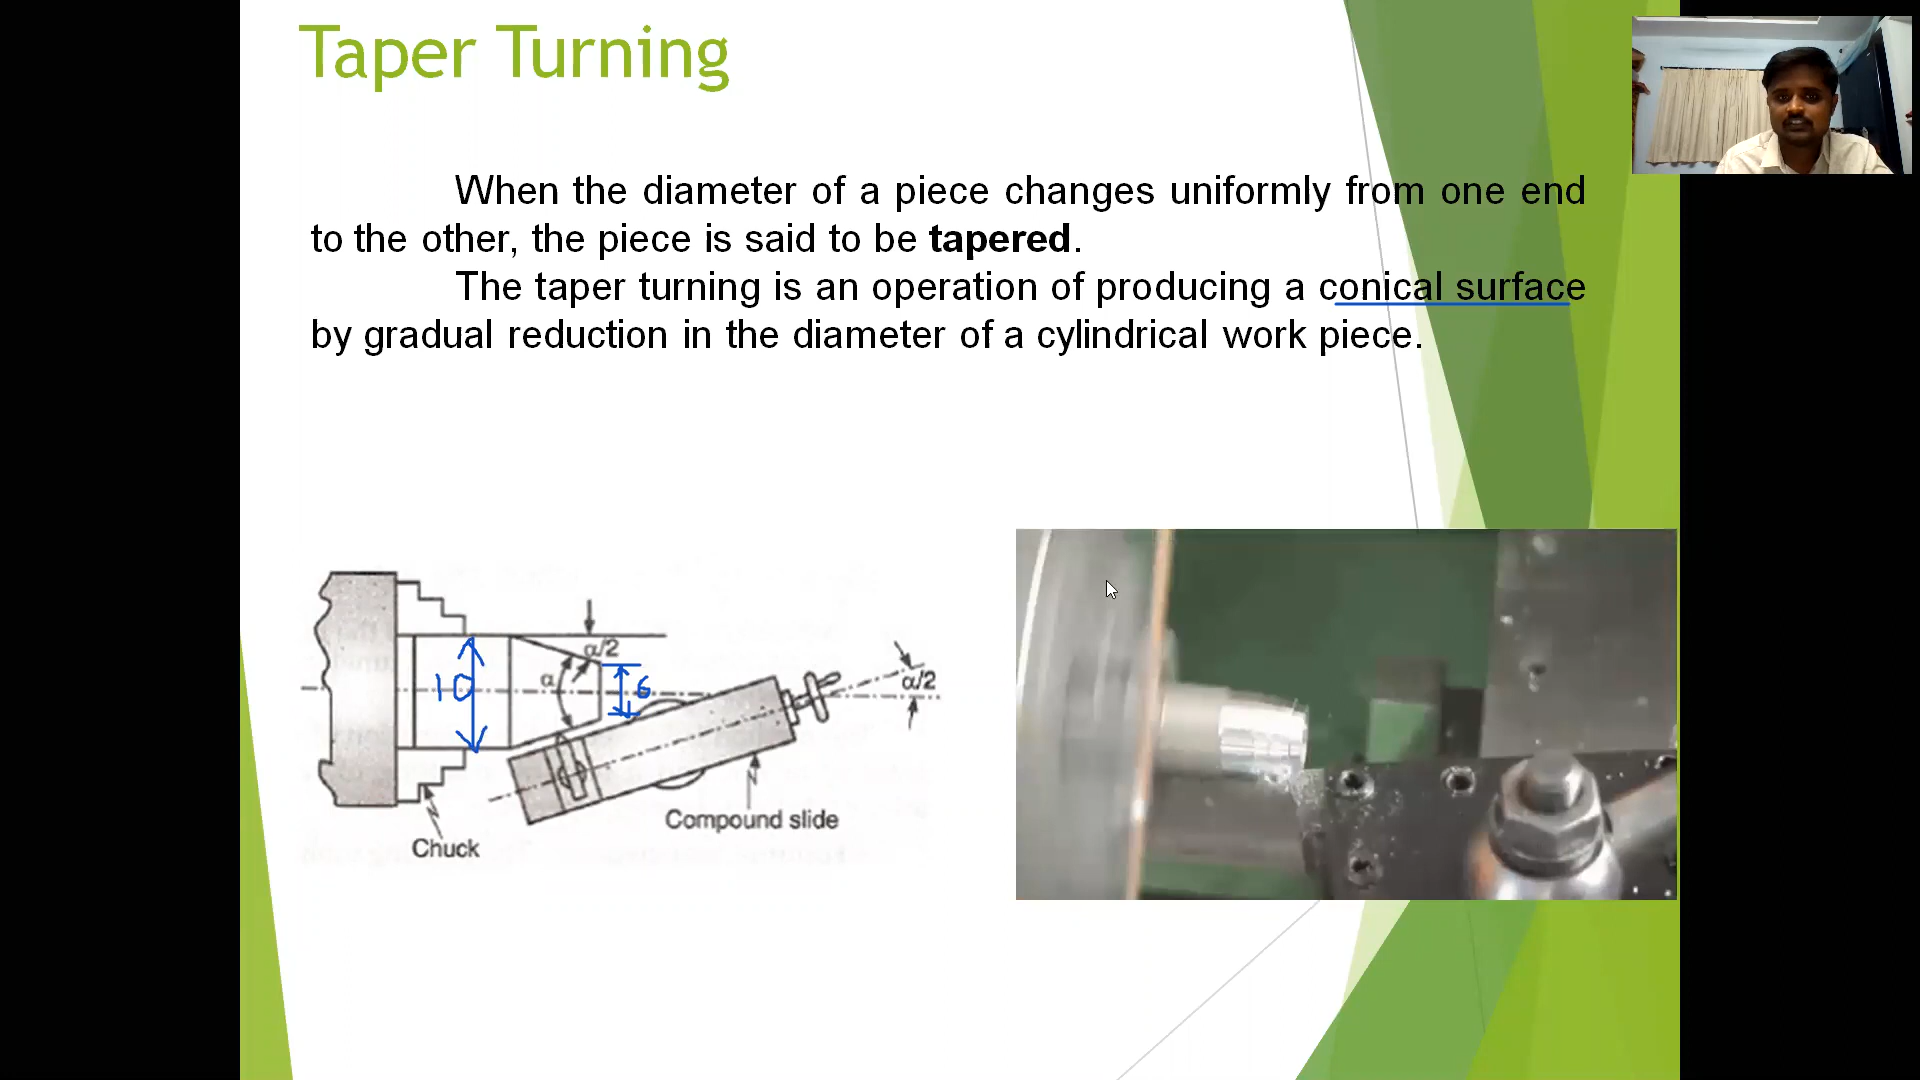 Taper Turning
When the diameter of a piece changes uniformly from one end
to the other, the piece is said to be tapered.
The taper turning is an operation of producing a conical surface
by gradual reduction in the diameter of a cylindrical work piece.
α/2
α
10
6
α/2
Compound slide
Chuck